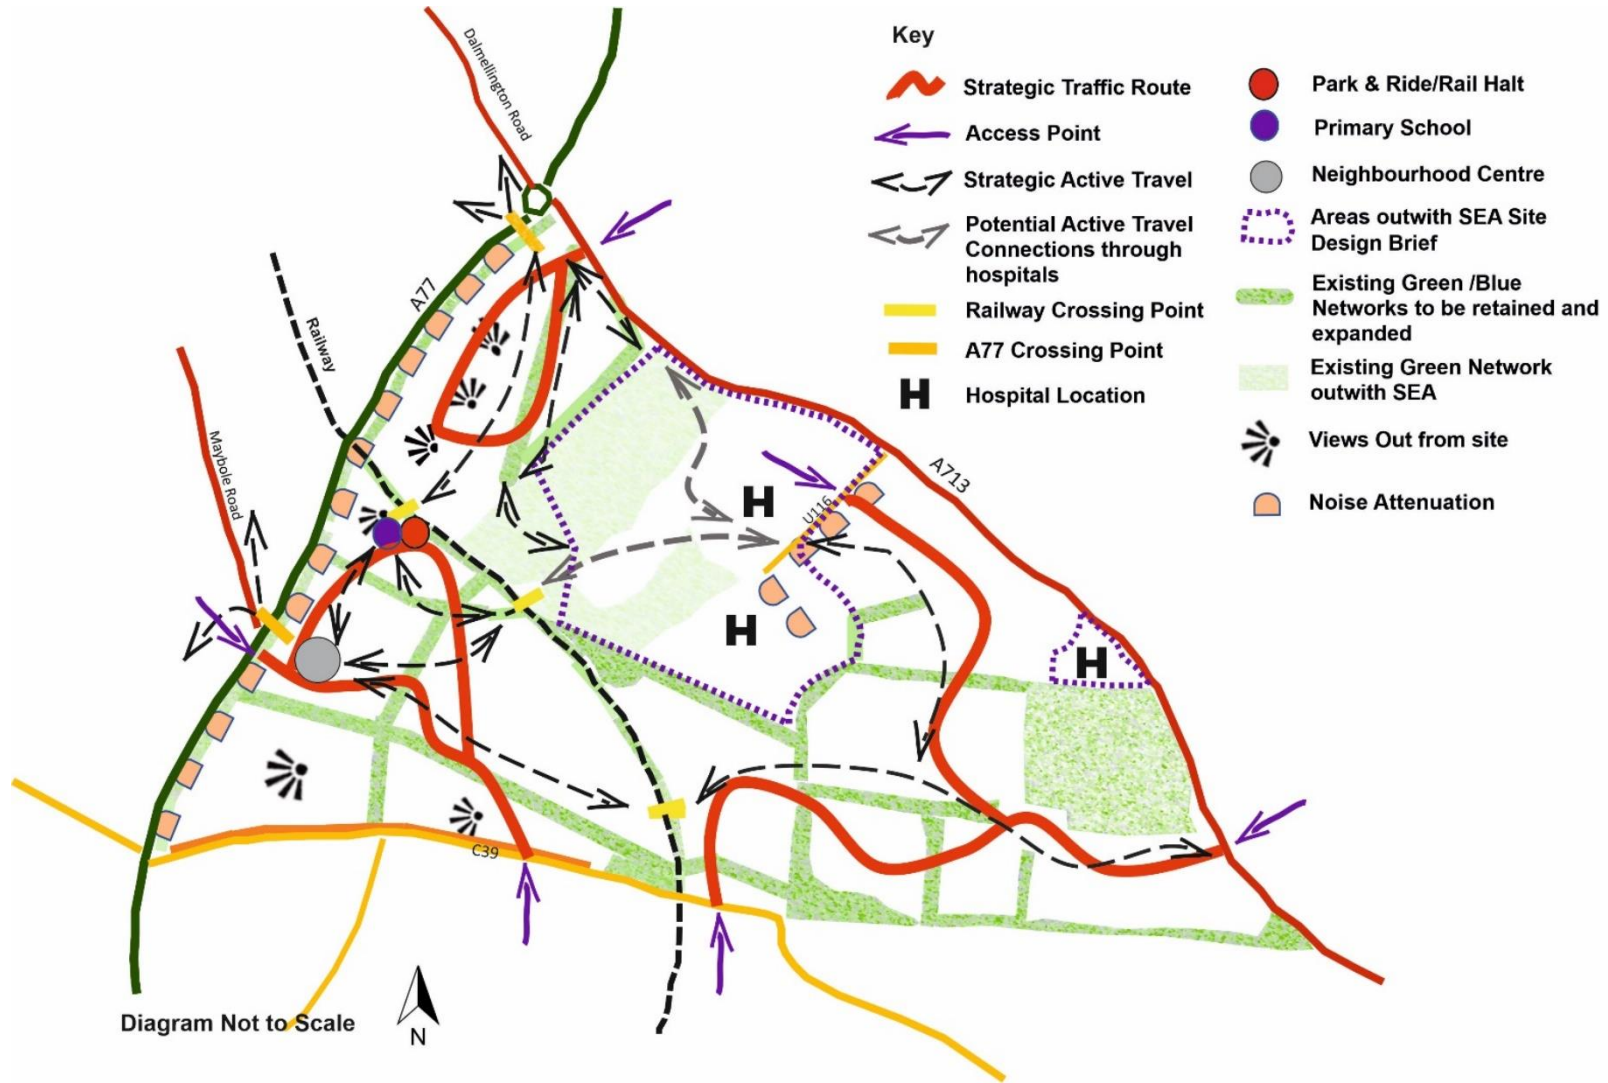 Key
Strategic Traffic Route
Access Point
Strategic Active Travel
Potential Active Travel
Connections through
hospitals
Railway Crossing Point
A77 Crossing Point
H
Hospital Location
Park & Ride/Rail Halt
Primary School
Neighbourhood Centre
Areas outwith SEA Site
Design Brief
Existing Green /Blue
Networks to be retained and
expanded
Existing Green Network
outwith SEA
Views Out from site
Noise Attenuation
Dalmellington Road
A77
Railway
Maybole Road
A713
H
U116
H
H
C39
Diagram Not to Scale
N